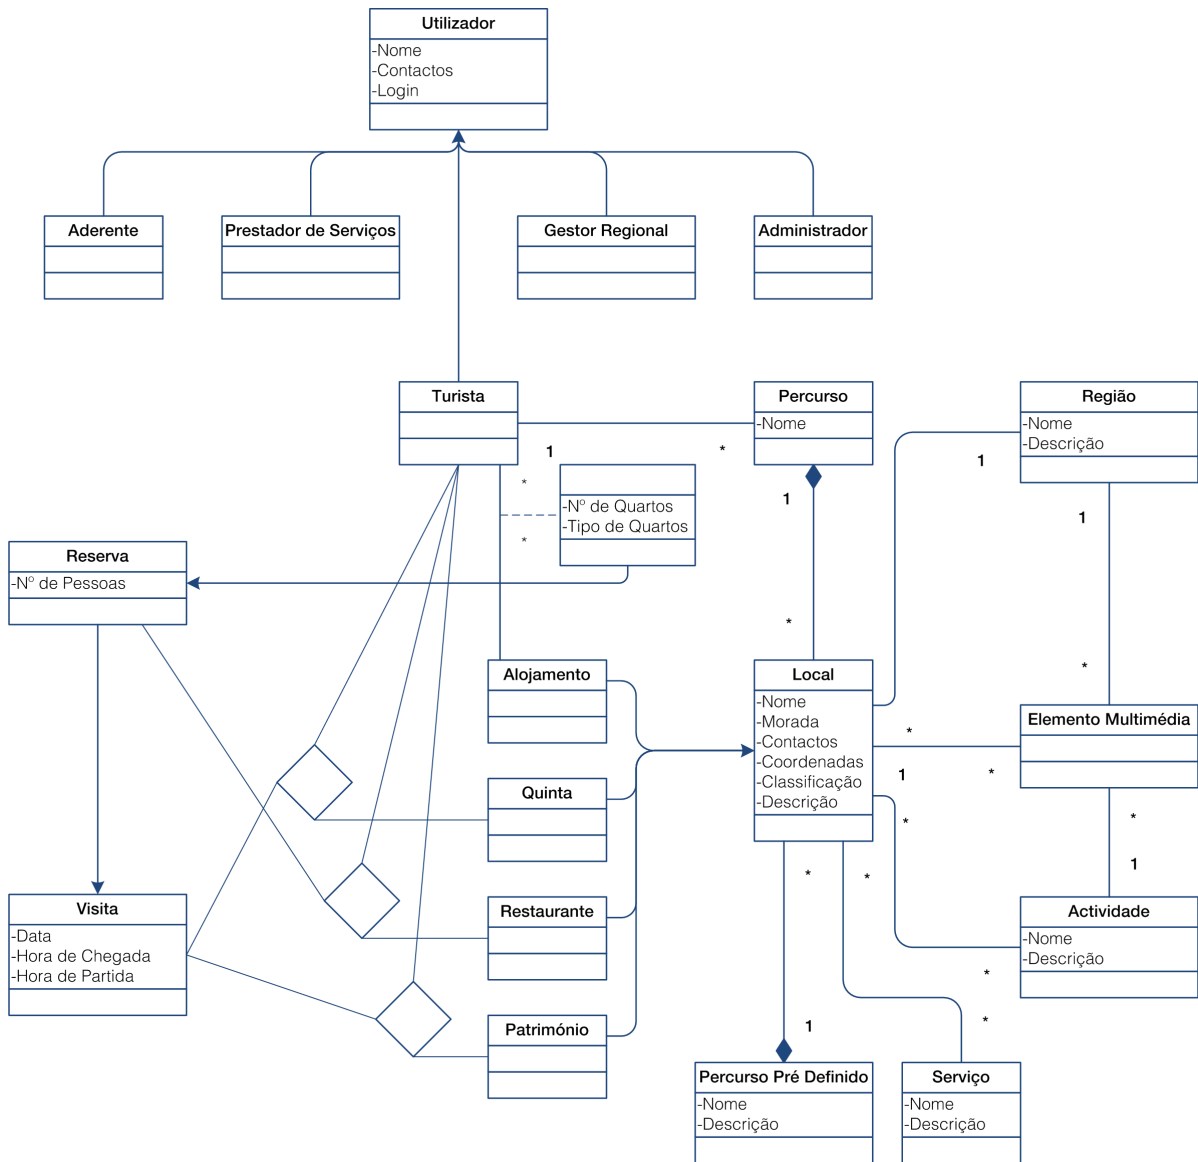 Utilizador
-Nome
-Contactos
-Login
Aderente
Prestador de Serviços
Gestor Regional
Administrador
Turista
Percurso
-Nome
Região
-Nome
-Descrição
1
*
1
*
1
1
-Nº de Quartos
-Tipo de Quartos
*
Reserva
-Nº de Pessoas
*
*
Alojamento
Local
-Nome
-Morada
-Contactos
-Coordenadas
-Classificação
-Descrição
Elemento Multimédia
*
1
*
*
*
1
Quinta
Restaurante
Património
Visita
-Data
-Hora de Chegada
-Hora de Partida
*
*
Actividade
-Nome
-Descrição
*
*
1
Percurso Pré Definido
-Nome
-Descrição
Serviço
-Nome
-Descrição